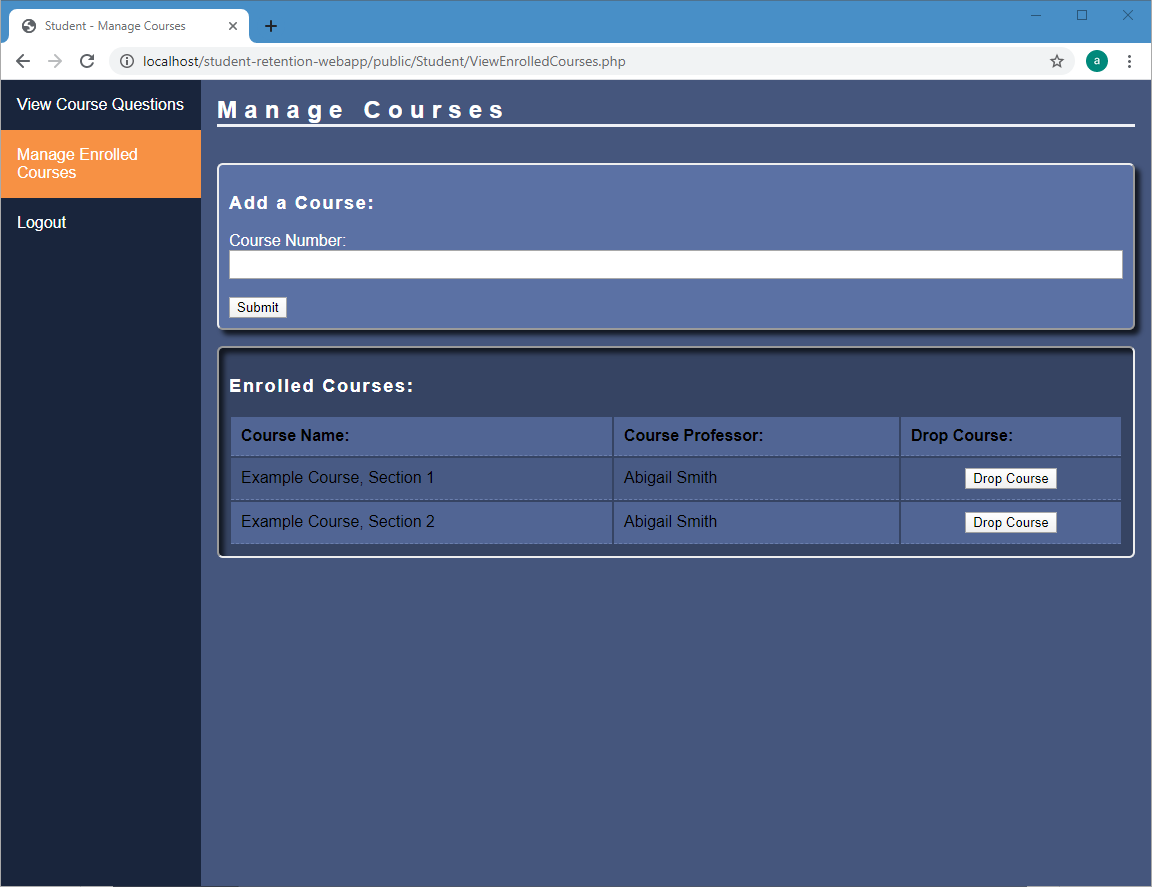 Student - Manage Courses
localhost/student-retention-webapp/public/Student/ViewEnrolledCourses.php
a
View Course Questions
Manage Enrolled
Courses
Logout
Manage Courses
Add a Course:
Course Number:
Submit
Enrolled Courses:
Course Name: Course Professor: Drop Course:
Example Course, Section 1 Abigail Smith Drop Course
Example Course, Section 2 Abigail Smith Drop Course